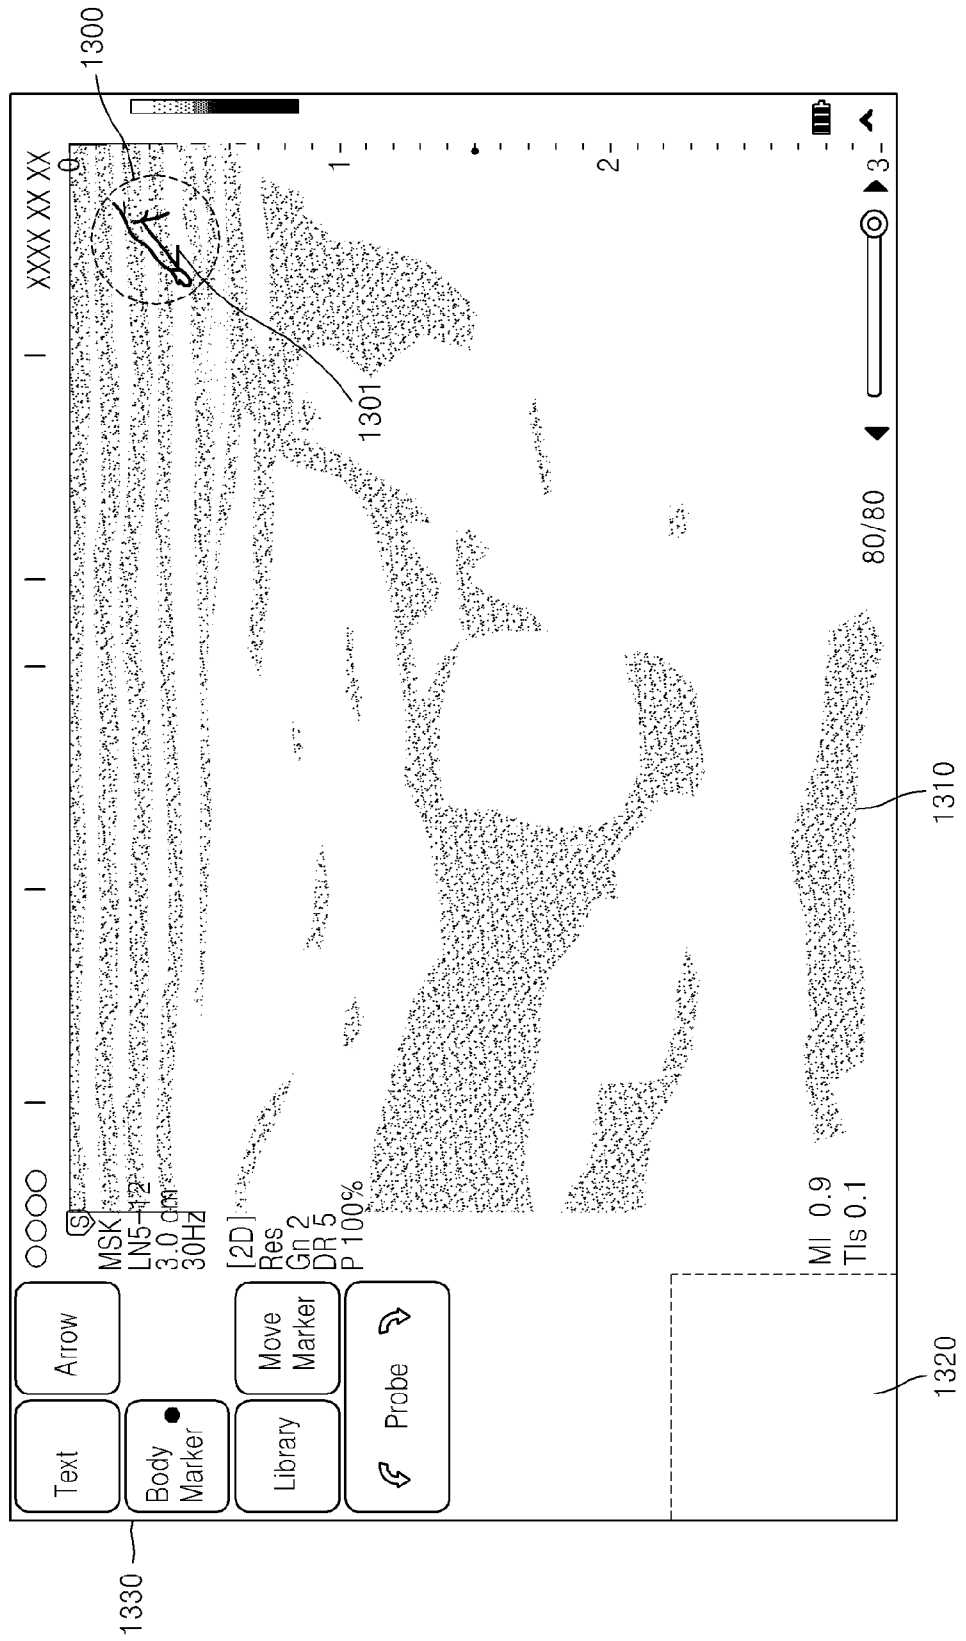 1330
Text
Arrow
Body
Marker
Library
Move
Marker
Probe
1320
S
MSK
LN5-12
3.0 cm
30Hz
[2D]
Res
Gn 2
DR 5
P 100%
MI 0.9
TIs 0.1
1310
XXXX XX XX
1300
1301
0
1
2
3
80/80